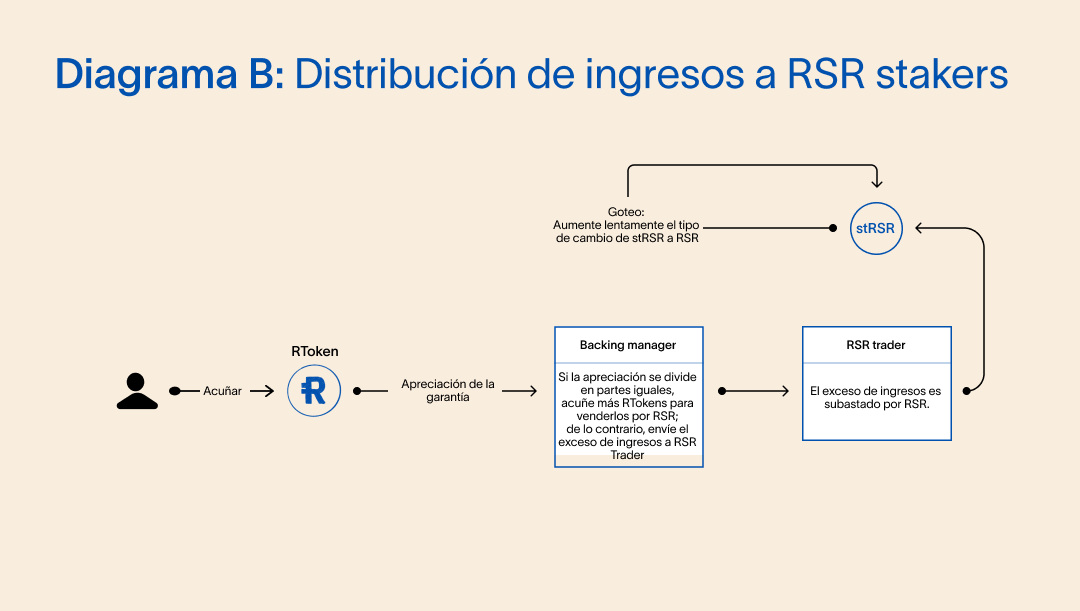 Diagrama B: Distribución de ingresos a RSR stakers
Goteo:
Aumente lentamente el tipo
de cambio de stRSR a RSR
stRSR
RToken
Acuñar
Apreciación de la
garantía
Backing manager
Si la apreciación se divide
en partes iguales,
acuñe más RTokens para
venderlos por RSR;
de lo contrario, envíe el
exceso de ingresos a RSR
Trader
RSR trader
El exceso de ingresos es
subastado por RSR.